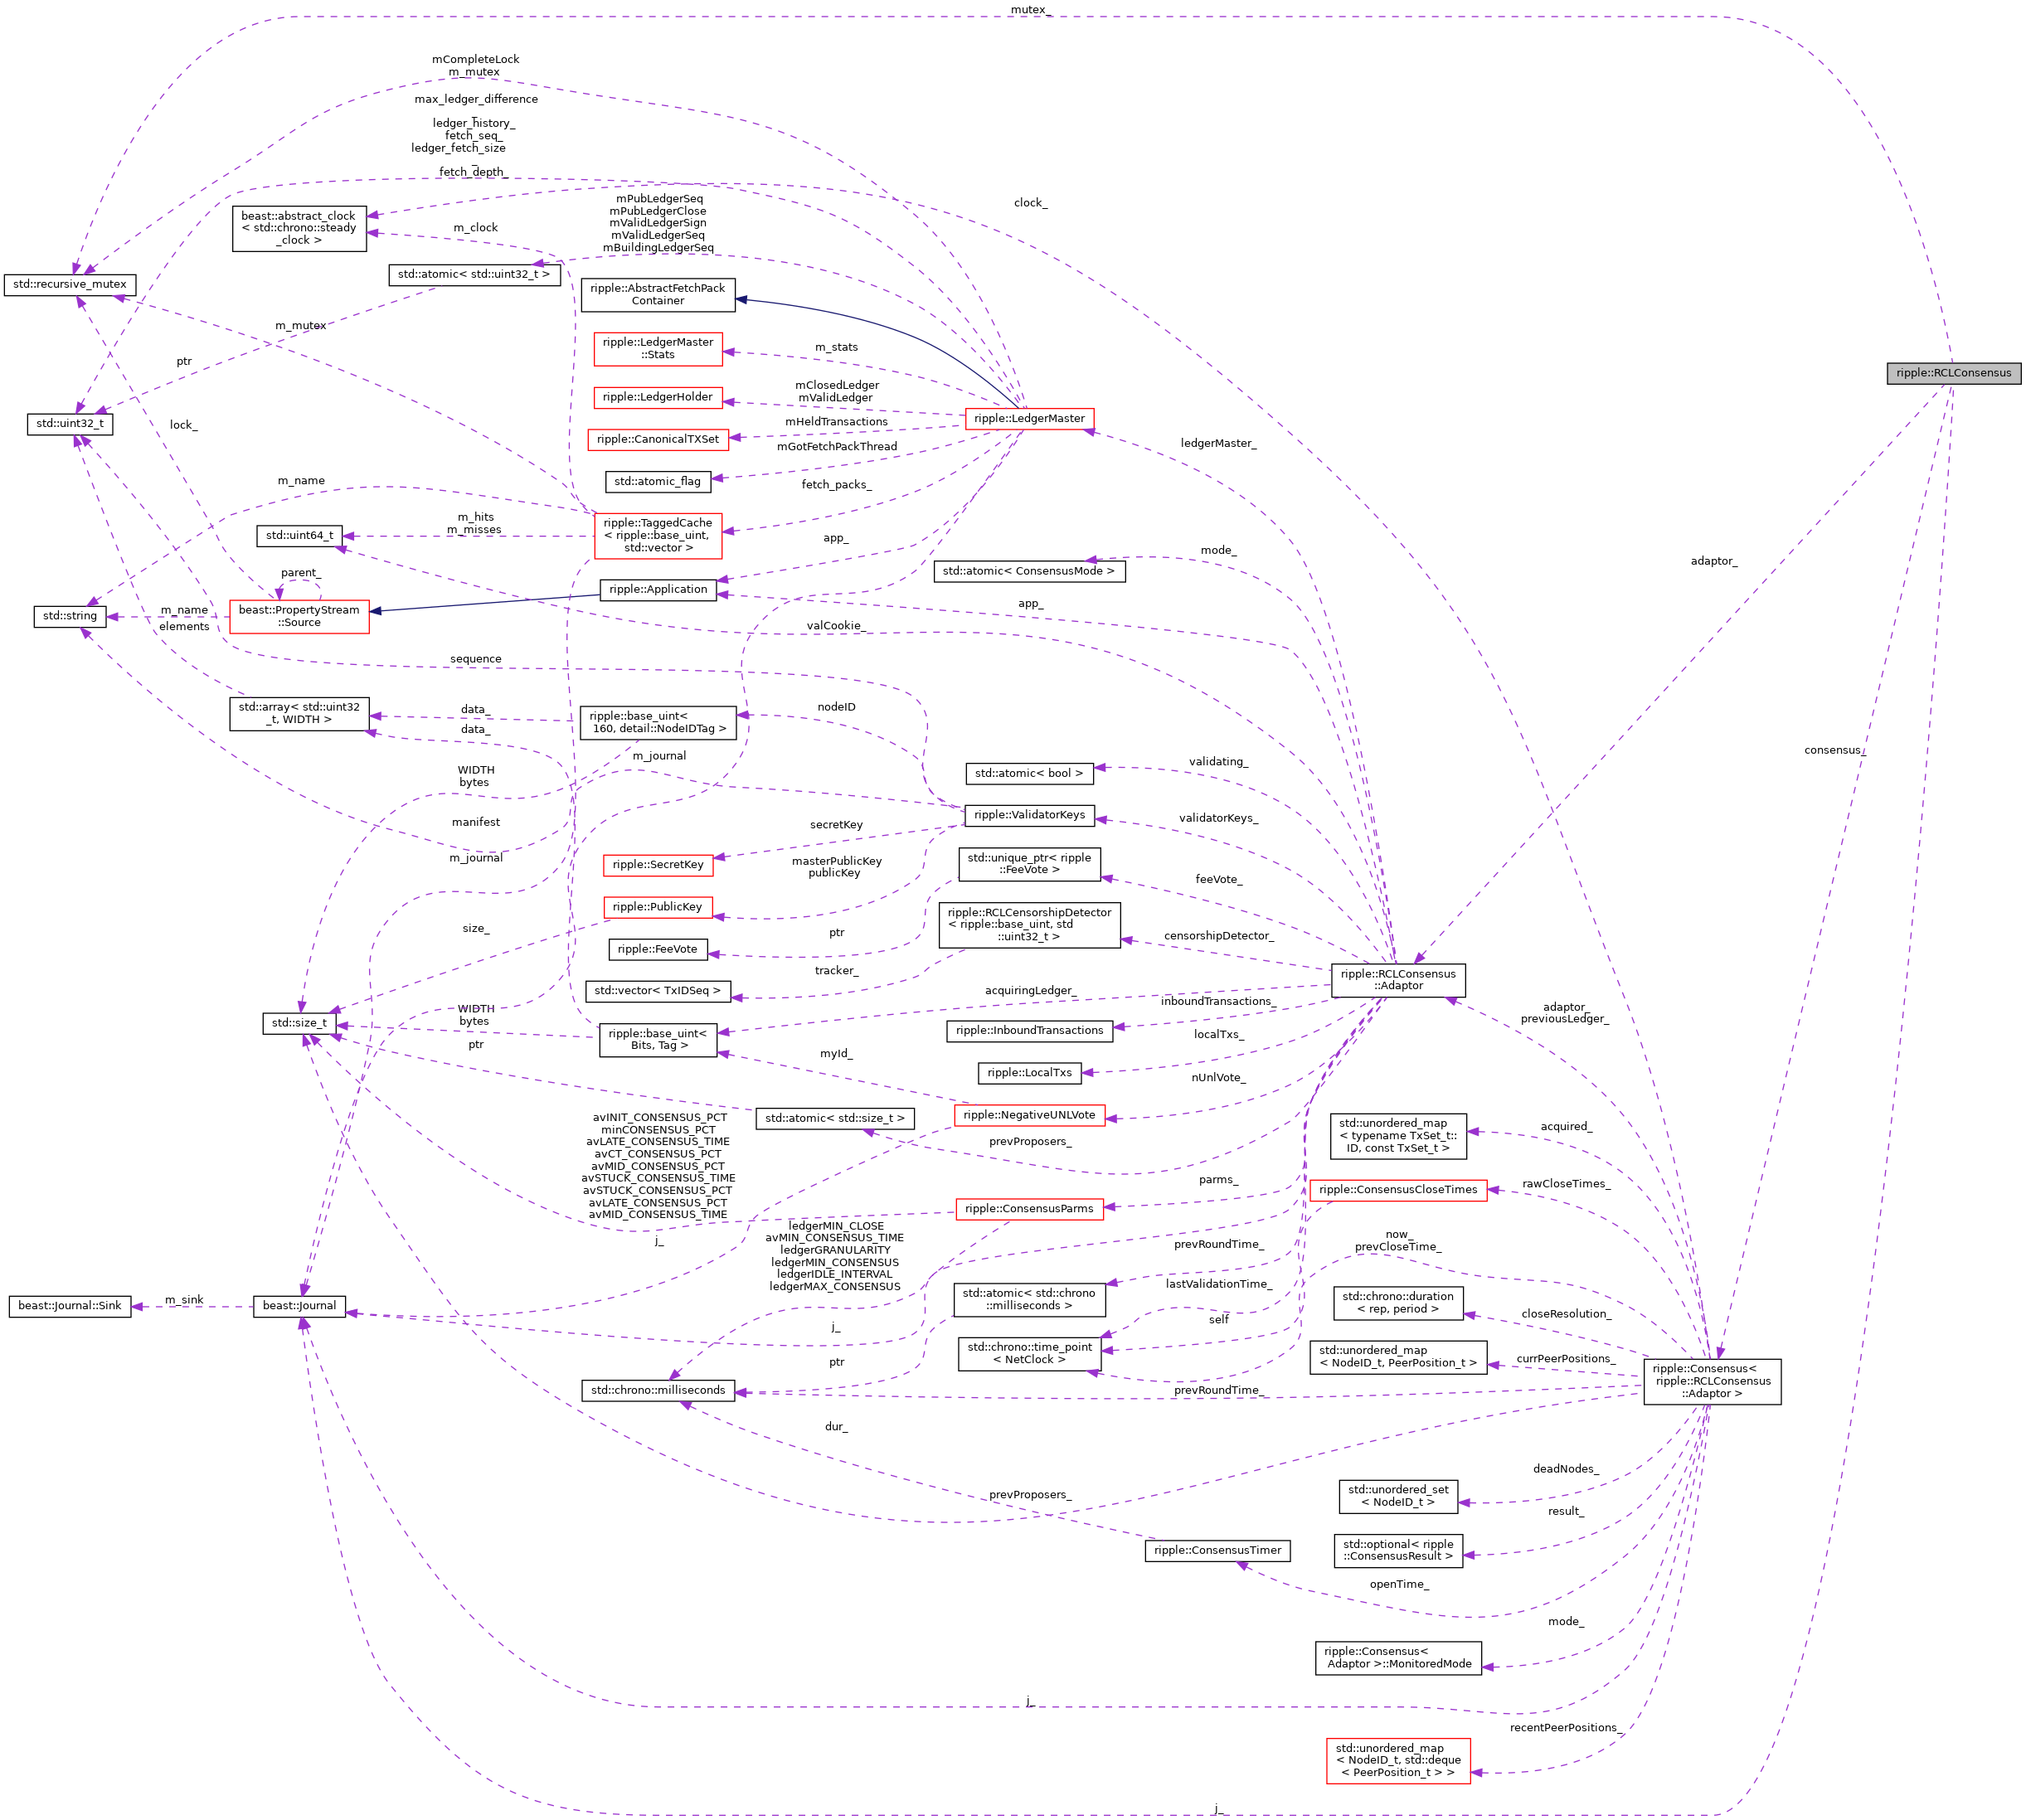 mutex_
mCompleteLock
m_mutex
max_ledger_difference
_
ledger_history_
fetch_seq_
ledger_fetch_size
_
fetch_depth_
beast::abstract_clock
< std::chrono::steady
_clock >
m_clock
mPubLedgerSeq
mPubLedgerClose
mValidLedgerSign
mValidLedgerSeq
mBuildingLedgerSeq
clock_
std::recursive_mutex
std::atomic< std::uint32_t >
ripple::AbstractFetchPack
Container
m_mutex
ptr
ripple::LedgerMaster
::Stats
m_stats
ripple::RCLConsensus
ripple::LedgerHolder
mClosedLedger
mValidLedger
ripple::LedgerMaster
std::uint32_t
lock_
ripple::CanonicalTXSet
mHeldTransactions
mGotFetchPackThread
ledgerMaster_
std::atomic_flag
m_name
fetch_packs_
std::uint64_t
m_hits
m_misses
ripple::TaggedCache
< ripple::base_uint,
std::vector >
app_
mode_
adaptor_
parent_
std::atomic< ConsensusMode >
ripple::Application
std::string
m_name
elements
beast::PropertyStream
::Source
app_
valCookie_
sequence
std::array< std::uint32
_t, WIDTH >
data_
data_
ripple::base_uint<
160, detail::NodeIDTag >
nodeID
m_journal
consensus_
WIDTH
bytes
std::atomic< bool >
validating_
manifest
ripple::ValidatorKeys
validatorKeys_
secretKey
m_journal
ripple::SecretKey
masterPublicKey
publicKey
std::unique_ptr< ripple
::FeeVote >
feeVote_
ripple::PublicKey
size_
ripple::RCLCensorshipDetector
< ripple::base_uint, std
::uint32_t >
censorshipDetector_
ptr
ripple::FeeVote
tracker_
ripple::RCLConsensus
::Adaptor
std::vector< TxIDSeq >
acquiringLedger_
inboundTransactions_
adaptor_
previousLedger_
WIDTH
bytes
std::size_t
ripple::base_uint<
Bits, Tag >
ripple::InboundTransactions
localTxs_
ptr
myId_
ripple::LocalTxs
nUnlVote_
avINIT_CONSENSUS_PCT
minCONSENSUS_PCT
avLATE_CONSENSUS_TIME
avCT_CONSENSUS_PCT
avMID_CONSENSUS_PCT
avSTUCK_CONSENSUS_TIME
avSTUCK_CONSENSUS_PCT
avLATE_CONSENSUS_PCT
avMID_CONSENSUS_TIME
std::atomic< std::size_t >
ripple::NegativeUNLVote
prevProposers_
std::unordered_map
< typename TxSet_t::
ID, const TxSet_t >
acquired_
parms_
ripple::ConsensusCloseTimes
rawCloseTimes_
ripple::ConsensusParms
j_
ledgerMIN_CLOSE
avMIN_CONSENSUS_TIME
ledgerGRANULARITY
ledgerMIN_CONSENSUS
ledgerIDLE_INTERVAL
ledgerMAX_CONSENSUS
prevRoundTime_
now_
prevCloseTime_
lastValidationTime_
beast::Journal::Sink
m_sink
beast::Journal
std::atomic< std::chrono
::milliseconds >
std::chrono::duration
< rep, period >
closeResolution_
j_
self
std::chrono::time_point
< NetClock >
std::unordered_map
< NodeID_t, PeerPosition_t >
currPeerPositions_
ptr
std::chrono::milliseconds
prevRoundTime_
ripple::Consensus<
ripple::RCLConsensus
::Adaptor >
dur_
deadNodes_
prevProposers_
std::unordered_set
< NodeID_t >
result_
ripple::ConsensusTimer
std::optional< ripple
::ConsensusResult >
openTime_
mode_
ripple::Consensus<
Adaptor >::MonitoredMode
j_
recentPeerPositions_
std::unordered_map
< NodeID_t, std::deque
< PeerPosition_t > >
j_